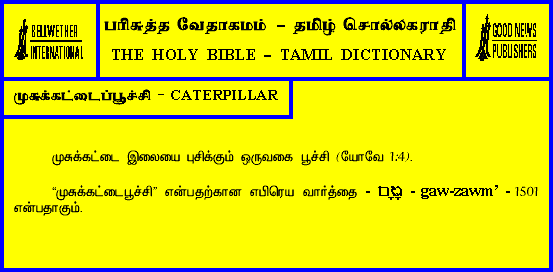 BELLWETHER
INTERNATIONAL
பரிசுத்த வேதாகமம் – தமிழ் சொல்லகராதி
THE HOLY BIBLE – TAMIL DICTIONARY
GOOD NEWS
PUBLISHERS
முசுக்கட்டைப்பூச்சி – CATERPILLAR
முசுக்கட்டை இலையை புசிக்கும் ஒருவகை பூச்சி (யோவே 1:4).
“முசுக்கட்டைபூச்சி” என்பதற்கான எபிரெய வார்த்தை - גָּזָם - gaw-zawm’ - 1501
என்பதாகும்.